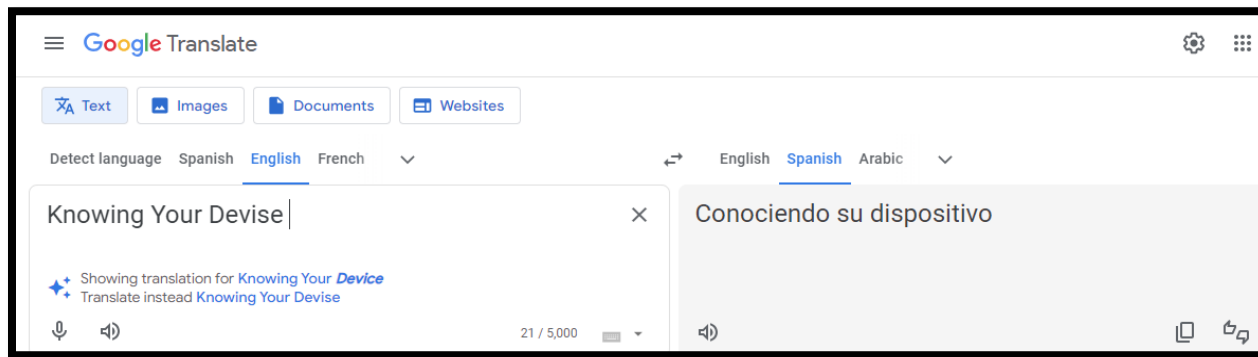 Google Translate
Text Images Documents Websites
Detect language Spanish English French
English Spanish Arabic
Knowing Your Devise
Conociendo su dispositivo
Showing translation for Knowing Your Device
Translate instead Knowing Your Devise
21 / 5,000